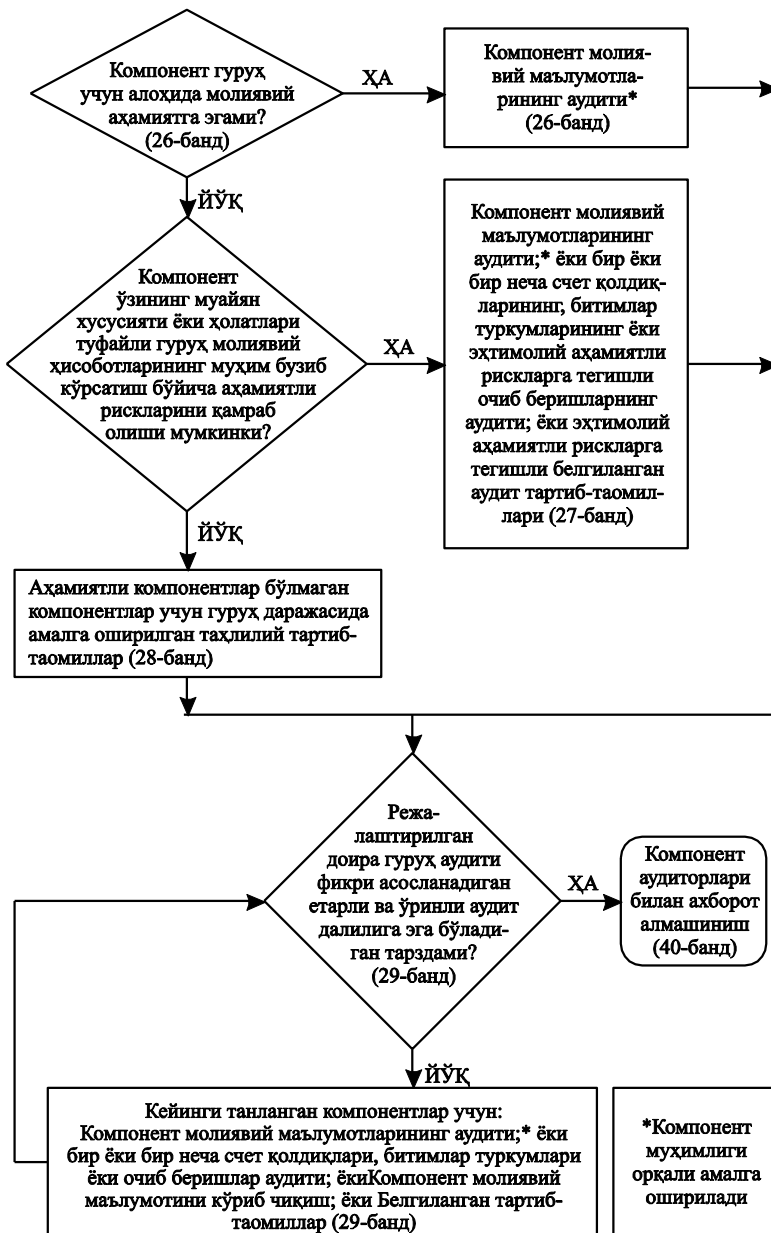 Компонент гуруҳ
учун алоҳида молиявий
аҳамиятга эгами?
(26-банд)
ҲА
Компонент молия-
вий маълумотла-
рининг аудити*
(26-банд)
ЙЎҚ
Компонент
ўзининг муайян
хусусияти ёки ҳолатлари
туфайли гуруҳ молиявий
ҳисоботларининг муҳим бузиб
кўрсатиш бўйича аҳамиятли
рискларини қамраб
олиши мумкинки?
ҲА
Компонент молиявий
маълумотларининг
аудити;* ёки бир ёки
бир неча счет қолдиқ-
ларининг, битимлар
туркумларининг ёки
эҳтимолий аҳамиятли
рискларга тегишли
очиб беришларнинг
аудити; ёки эҳтимолий
аҳамиятли рискларга
тегишли белгиланган
аудит тартиб-таомил-
лари (27-банд)
ЙЎҚ
Аҳамиятли компонентлар бўлмаган
компонентлар учун гуруҳ даражасида
амалга оширилган таҳлилий тартиб-
таомиллар (28-банд)
Режа-
лаштирилган
доира гуруҳ аудити
фикри асосланадиган
етарли ва ўринли аудит
далилига эга бўлади-
ган тарздами?
(29-банд)
ҲА
Компонент
аудиторлари
билан ахборот
алмашиниш
(40-банд)
ЙЎҚ
Кейинги танланган компонентлар учун:
Компонент молиявий маълумотларининг аудити;* ёки
бир ёки бир неча счет қолдиқлари, битимлар туркумлари
ёки очиб беришлар аудити; ёкиКомпонент молиявий
маълумотини кўриб чиқиш; ёки Белгиланган тартиб-
таомиллар (29-банд)
*Компонент
муҳимлиги
орқали амалга
оширилади